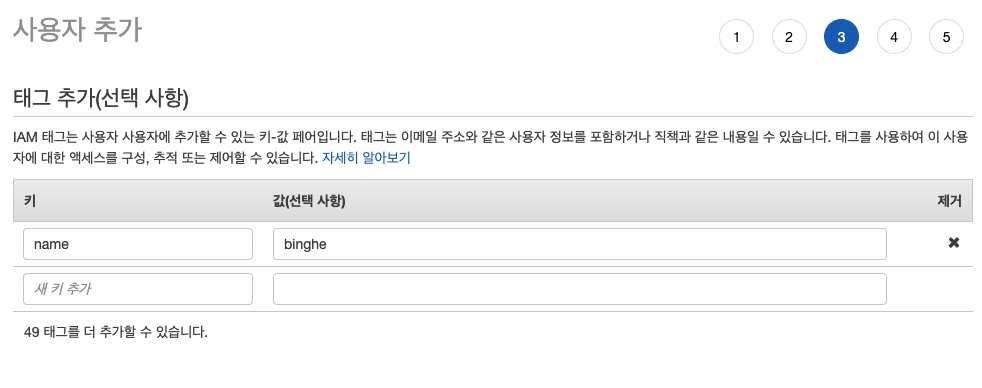 사용자 추가
1 2 3 4 5
태그 추가(선택 사항)
IAM 태그는 사용자 사용자에 추가할 수 있는 키-값 페어입니다. 태그는 이메일 주소와 같은 사용자 정보를 포함하거나 직책과 같은 내용일 수 있습니다. 태그를 사용하여 이 사용
자에 대한 액세스를 구성, 추적 또는 제어할 수 있습니다. 자세히 알아보기
키 값(선택 사항) 제거
name binghe ✖
새 키 추가
49 태그를 더 추가할 수 있습니다.